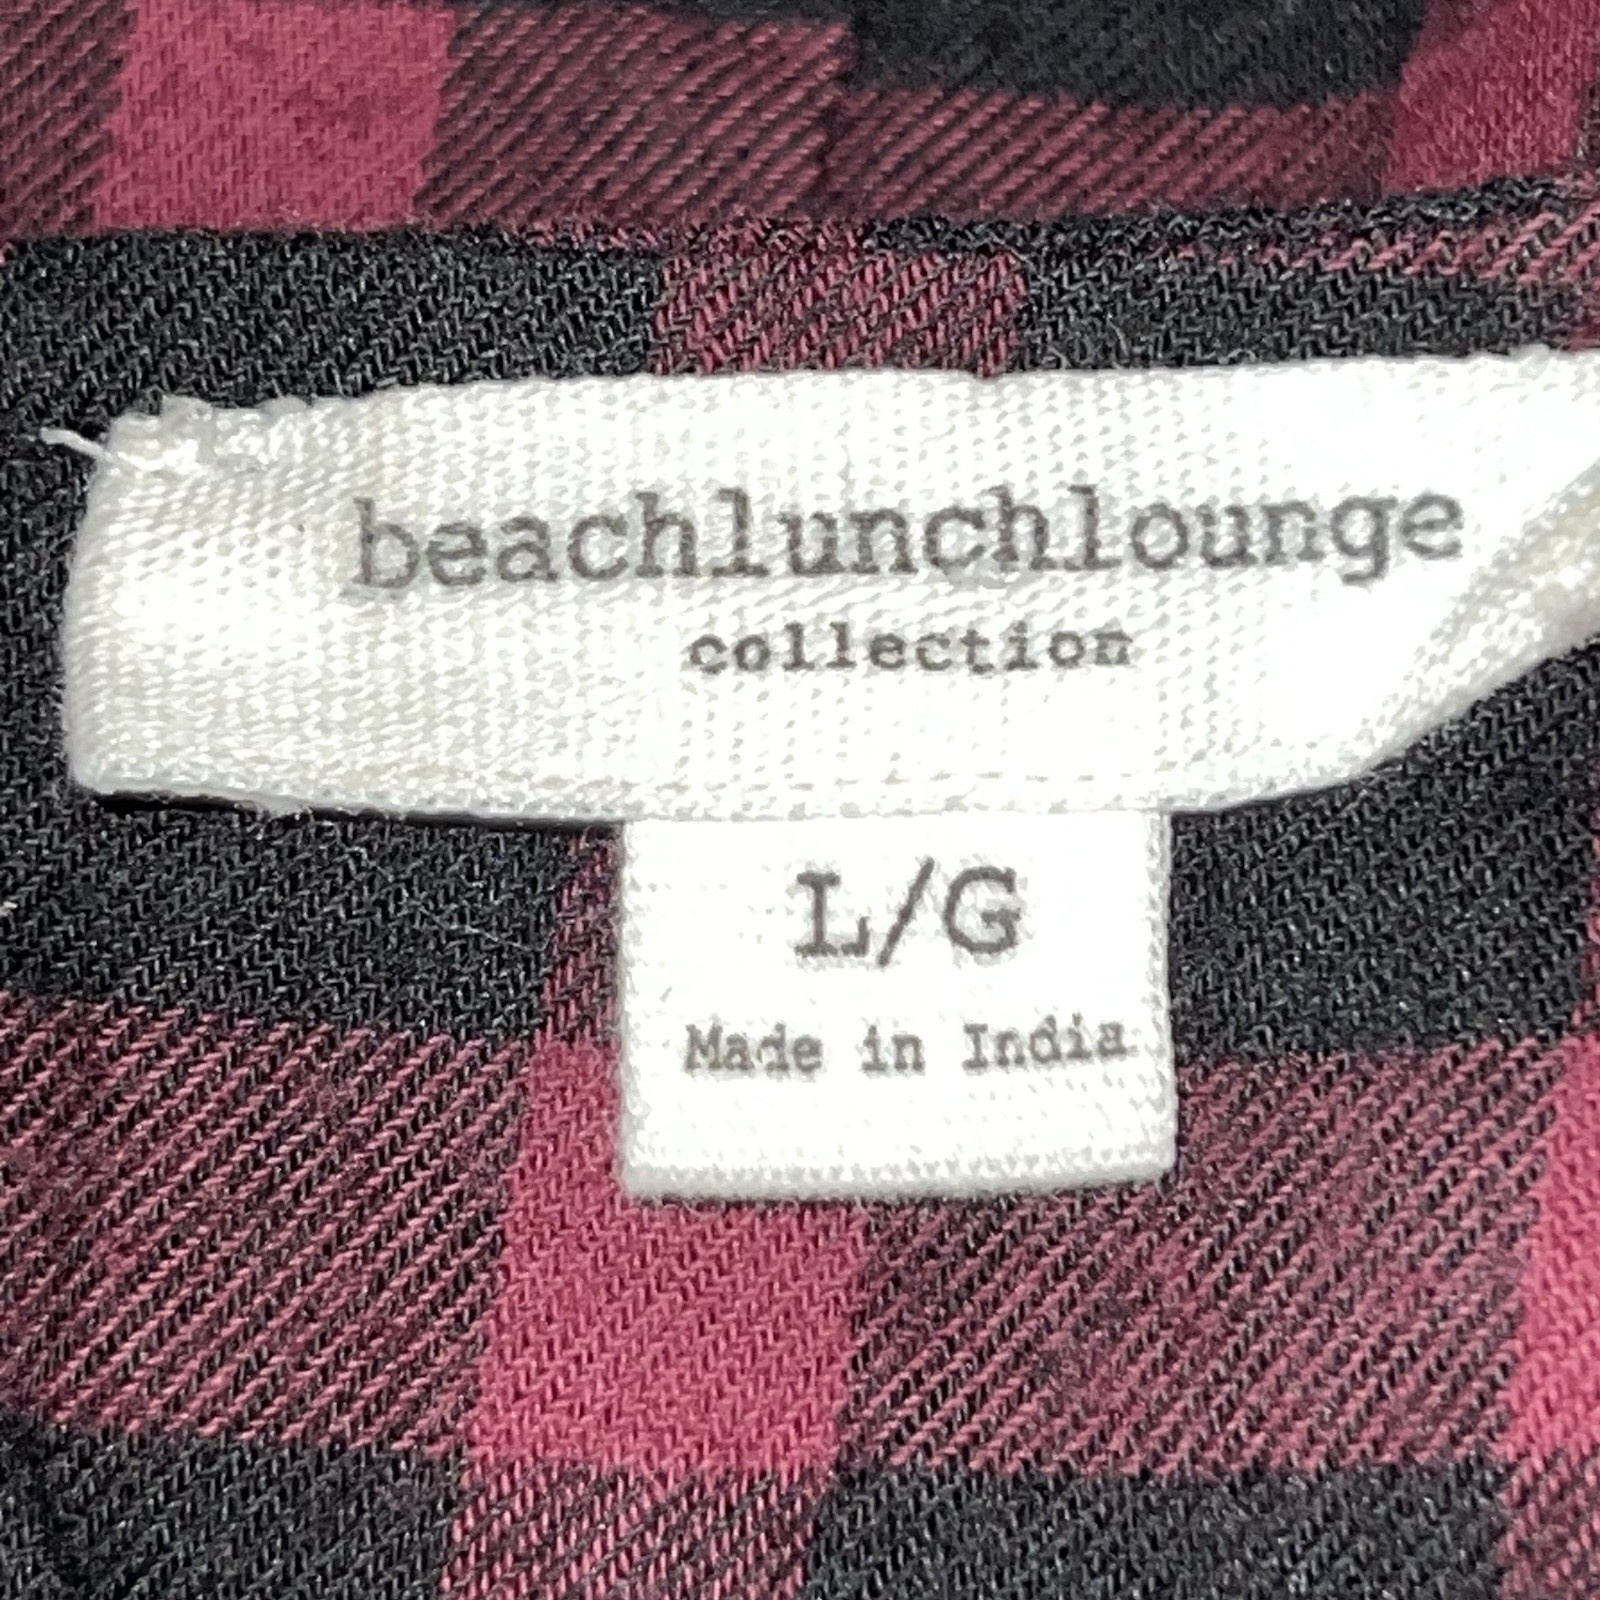 beachlunchlounge
collection
L/G
Made in India